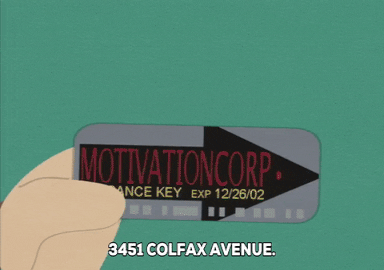 MOTIVATIONCORP
ANCE KEY EXP 12/26/02
3451 COLFAX AVENUE.